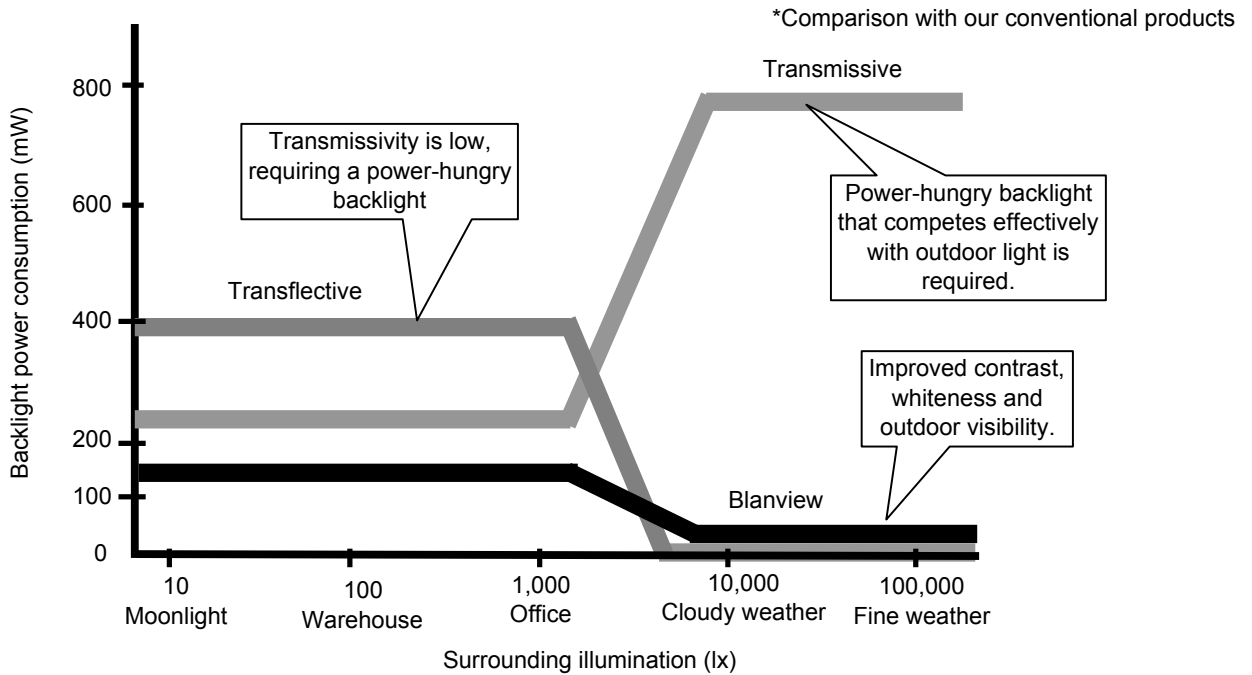 *Comparison with our conventional products
Backlight power consumption (mW)
800
600
400
200
100
0
Transmissive
Transmissivity is low,
requiring a power-hungry
backlight
Power-hungry backlight
that competes effectively
with outdoor light is
required.
Transflective
Improved contrast,
whiteness and
outdoor visibility.
Blanview
10
Moonlight
100
Warehouse
1,000
Office
10,000
Cloudy weather
100,000
Fine weather
Surrounding illumination (lx)